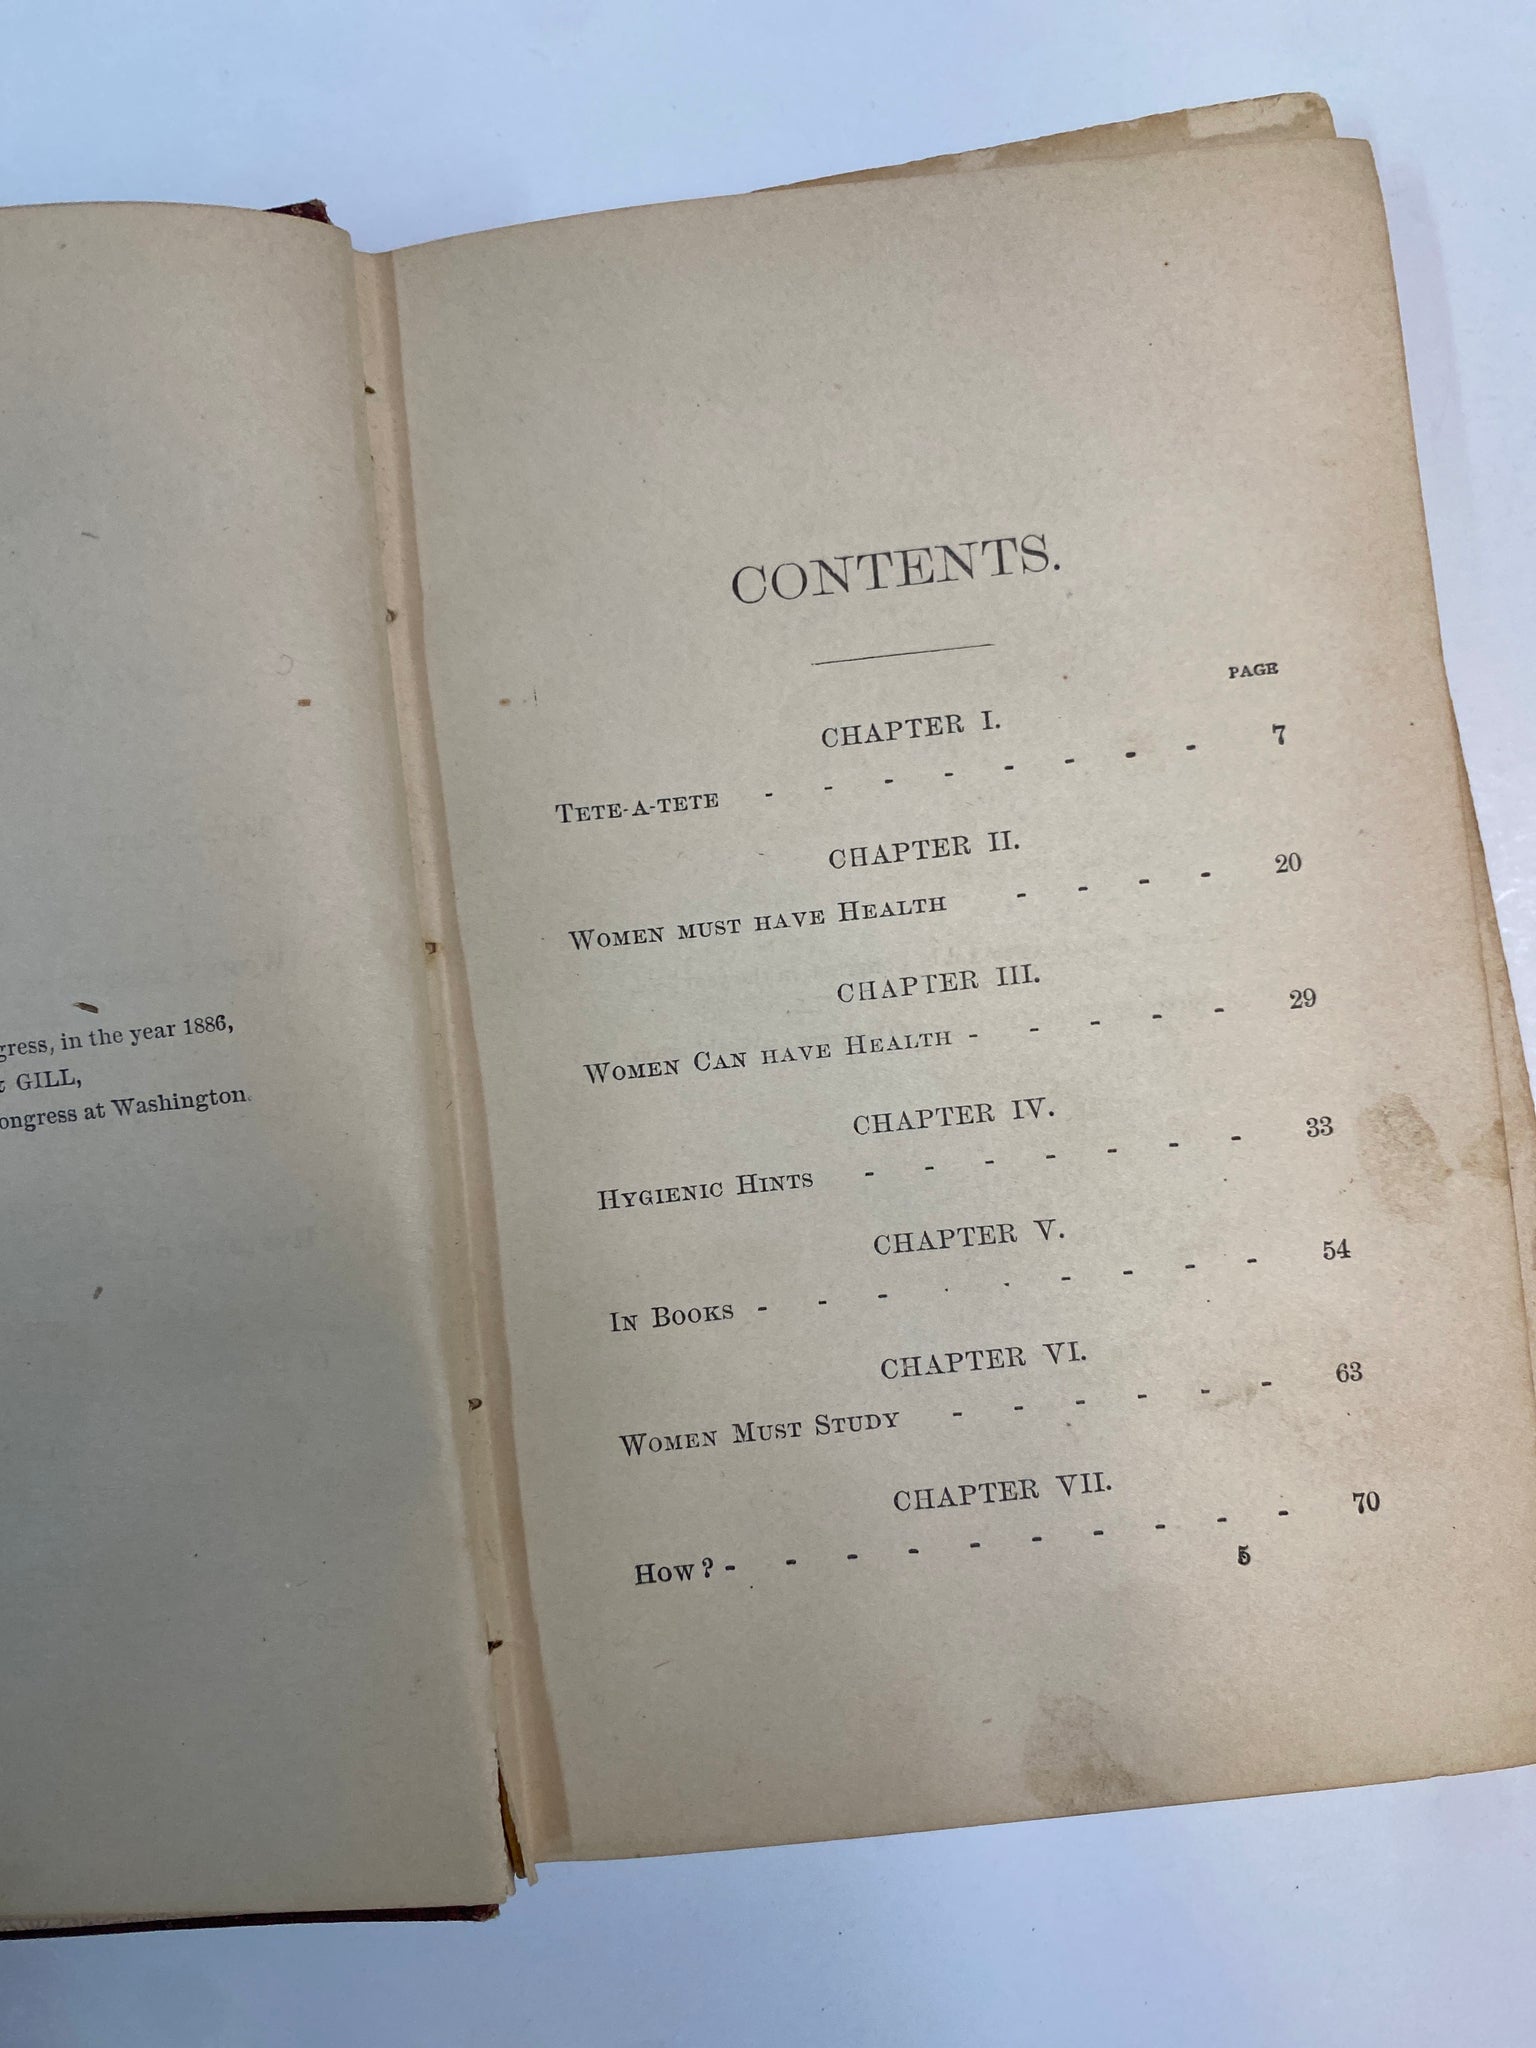 gress, in the year 1886,
& GILL,
ongress at Washington.
CONTENTS.
PAGE
CHAPTER I.
TETE-A-TETE - - - - - - - - 7
CHAPTER II.
WOMEN MUST HAVE HEALTH - - - - 20
CHAPTER III.
WOMEN CAN HAVE HEALTH - - - - - 29
CHAPTER IV.
HYGIENIC HINTS - - - - - - - 33
CHAPTER V.
IN BOOKS - - - - - - - - - 54
CHAPTER VI.
WOMEN MUST STUDY - - - - - - 63
CHAPTER VII.
HOW? - - - - - - - - - - 70
5